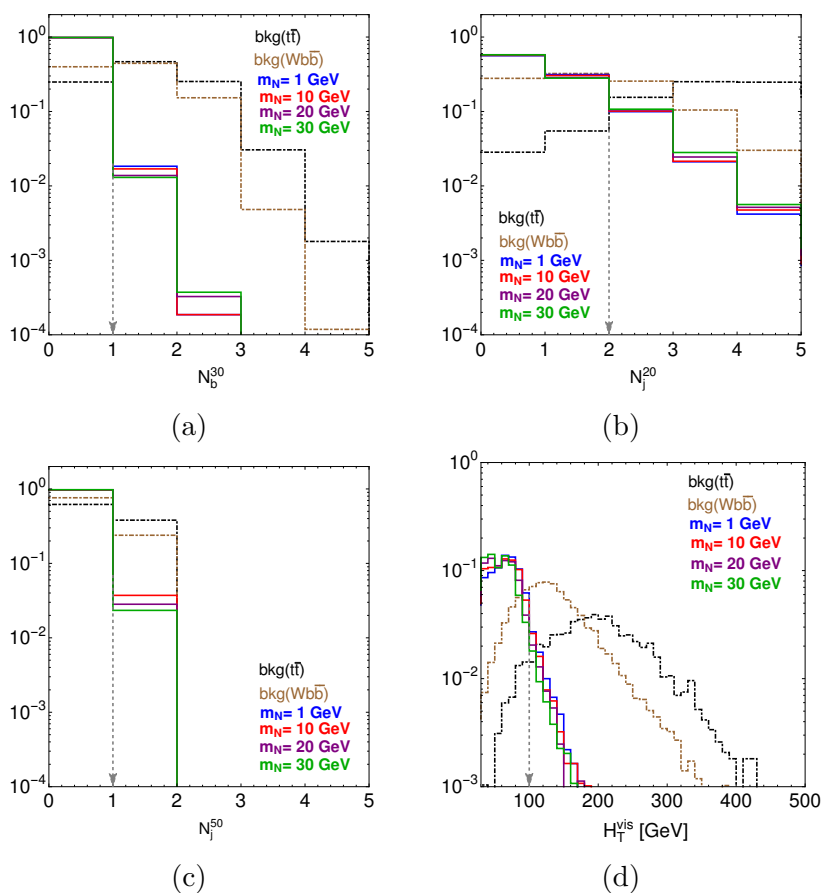 10^0
10^-1
10^-2
10^-3
10^-4
0 1 2 3 4 5
N_b^30
bkg(tt̅)
bkg(Wbb̅)
m_N= 1 GeV
m_N= 10 GeV
m_N= 20 GeV
m_N= 30 GeV
(a)
10^0
10^-1
10^-2
10^-3
10^-4
0 1 2 3 4 5
N_j^20
bkg(tt̅)
bkg(Wbb̅)
m_N= 1 GeV
m_N= 10 GeV
m_N= 20 GeV
m_N= 30 GeV
(b)
10^0
10^-1
10^-2
10^-3
10^-4
0 1 2 3 4 5
N_j^50
bkg(tt̅)
bkg(Wbb̅)
m_N= 1 GeV
m_N= 10 GeV
m_N= 20 GeV
m_N= 30 GeV
(c)
10^0
10^-1
10^-2
10^-3
100 200 300 400 500
H_T^vis [GeV]
bkg(tt̅)
bkg(Wbb̅)
m_N= 1 GeV
m_N= 10 GeV
m_N= 20 GeV
m_N= 30 GeV
(d)